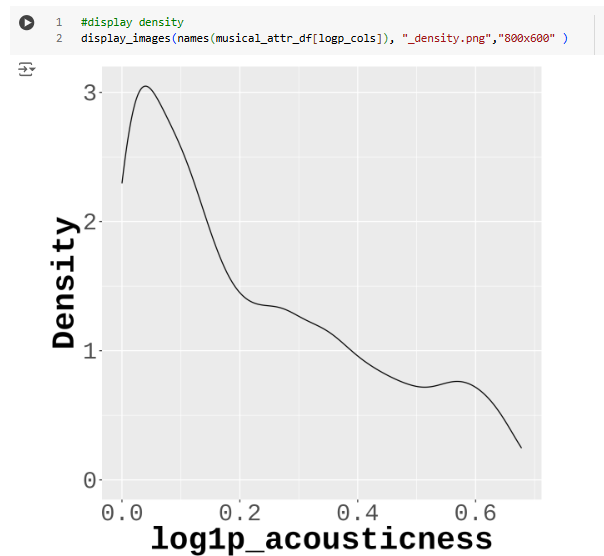 1 #display density
2 display_images(names(musical_attr_df[logp_cols]), "_density.png","800x600" )
3
2
1
0
Density
0.0 0.2 0.4 0.6
log1p_acousticness